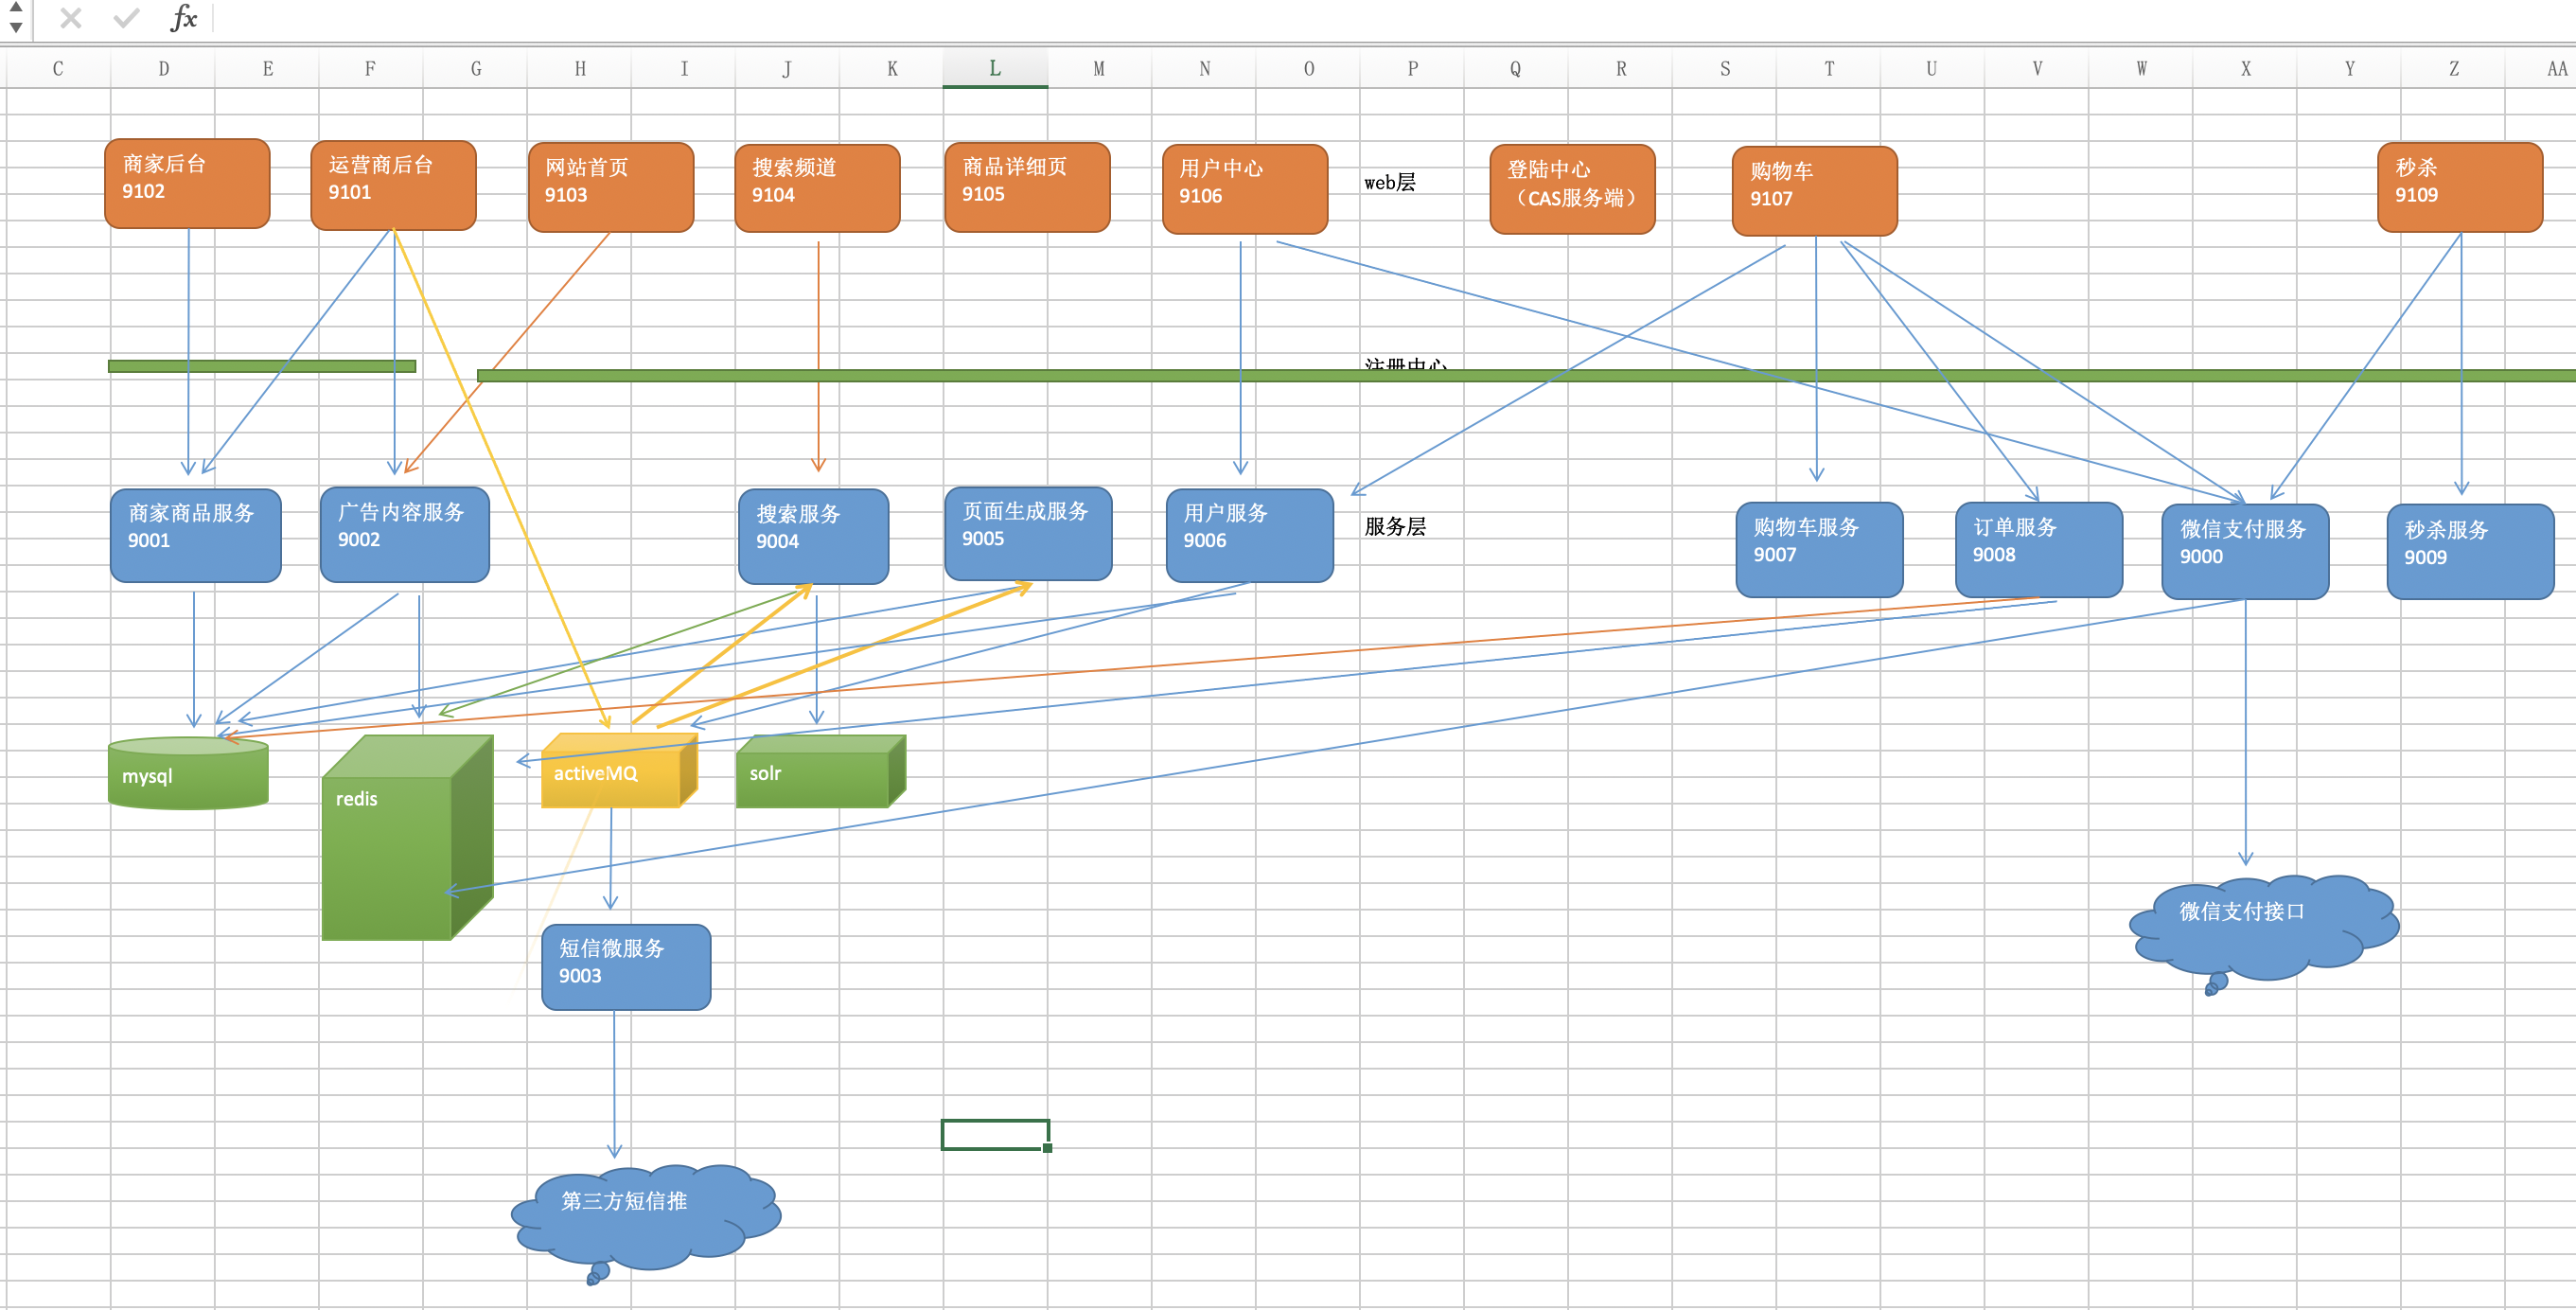 fx
C D E F G H I J K L M N O P Q R S T U V W X Y Z AA
商家后台
9102
运营商后台
9101
网站首页
9103
搜索频道
9104
商品详细页
9105
用户中心
9106
web层
登陆中心
（CAS服务端）
购物车
9107
秒杀
9109
注册中心
商家商品服务
9001
广告内容服务
9002
搜索服务
9004
页面生成服务
9005
用户服务
9006
服务层
购物车服务
9007
订单服务
9008
微信支付服务
9000
秒杀服务
9009
mysql
redis
activeMQ
solr
短信微服务
9003
微信支付接口
第三方短信推